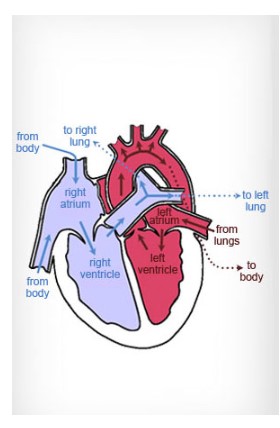 to right
lung
from
body
right
atrium
to left
lung
left
atrium
from
lungs
right
ventricle
left
ventricle
to
body
from
body